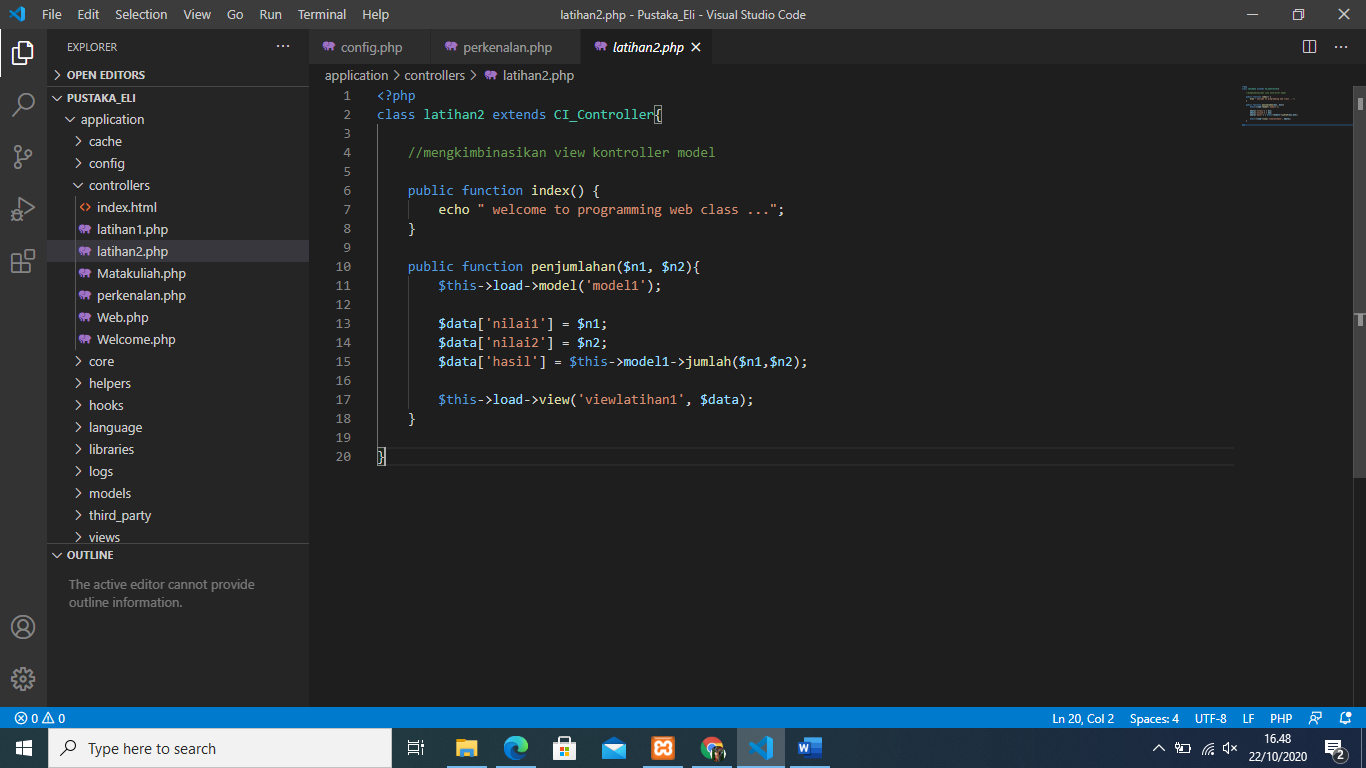 File Edit Selection View Go Run Terminal Help
latihan2.php - Pustaka_Eli - Visual Studio Code
EXPLORER
OPEN EDITORS
PUSTAKA_ELI
application
cache
config
controllers
index.html
latihan1.php
latihan2.php
Matakuliah.php
perkenalan.php
Web.php
Welcome.php
core
helpers
hooks
language
libraries
logs
models
third_party
views
OUTLINE
The active editor cannot provide
outline information.
config.php perkenalan.php latihan2.php
application > controllers > latihan2.php
1 <?php
2 class latihan2 extends CI_Controller{
3
4 //mengkimbinasikan view kontroller model
5
6 public function index() {
7 echo " welcome to programming web class ...";
8 }
9
10 public function penjumlahan($n1, $n2){
11 $this->load->model('model1');
12
13 $data['nilai1'] = $n1;
14 $data['nilai2'] = $n2;
15 $data['hasil'] = $this->model1->jumlah($n1,$n2);
16
17 $this->load->view('viewlatihan1', $data);
18 }
19
20 }
0 0 Ln 20, Col 2 Spaces: 4 UTF-8 LF PHP
Type here to search
16.48
22/10/2020
2